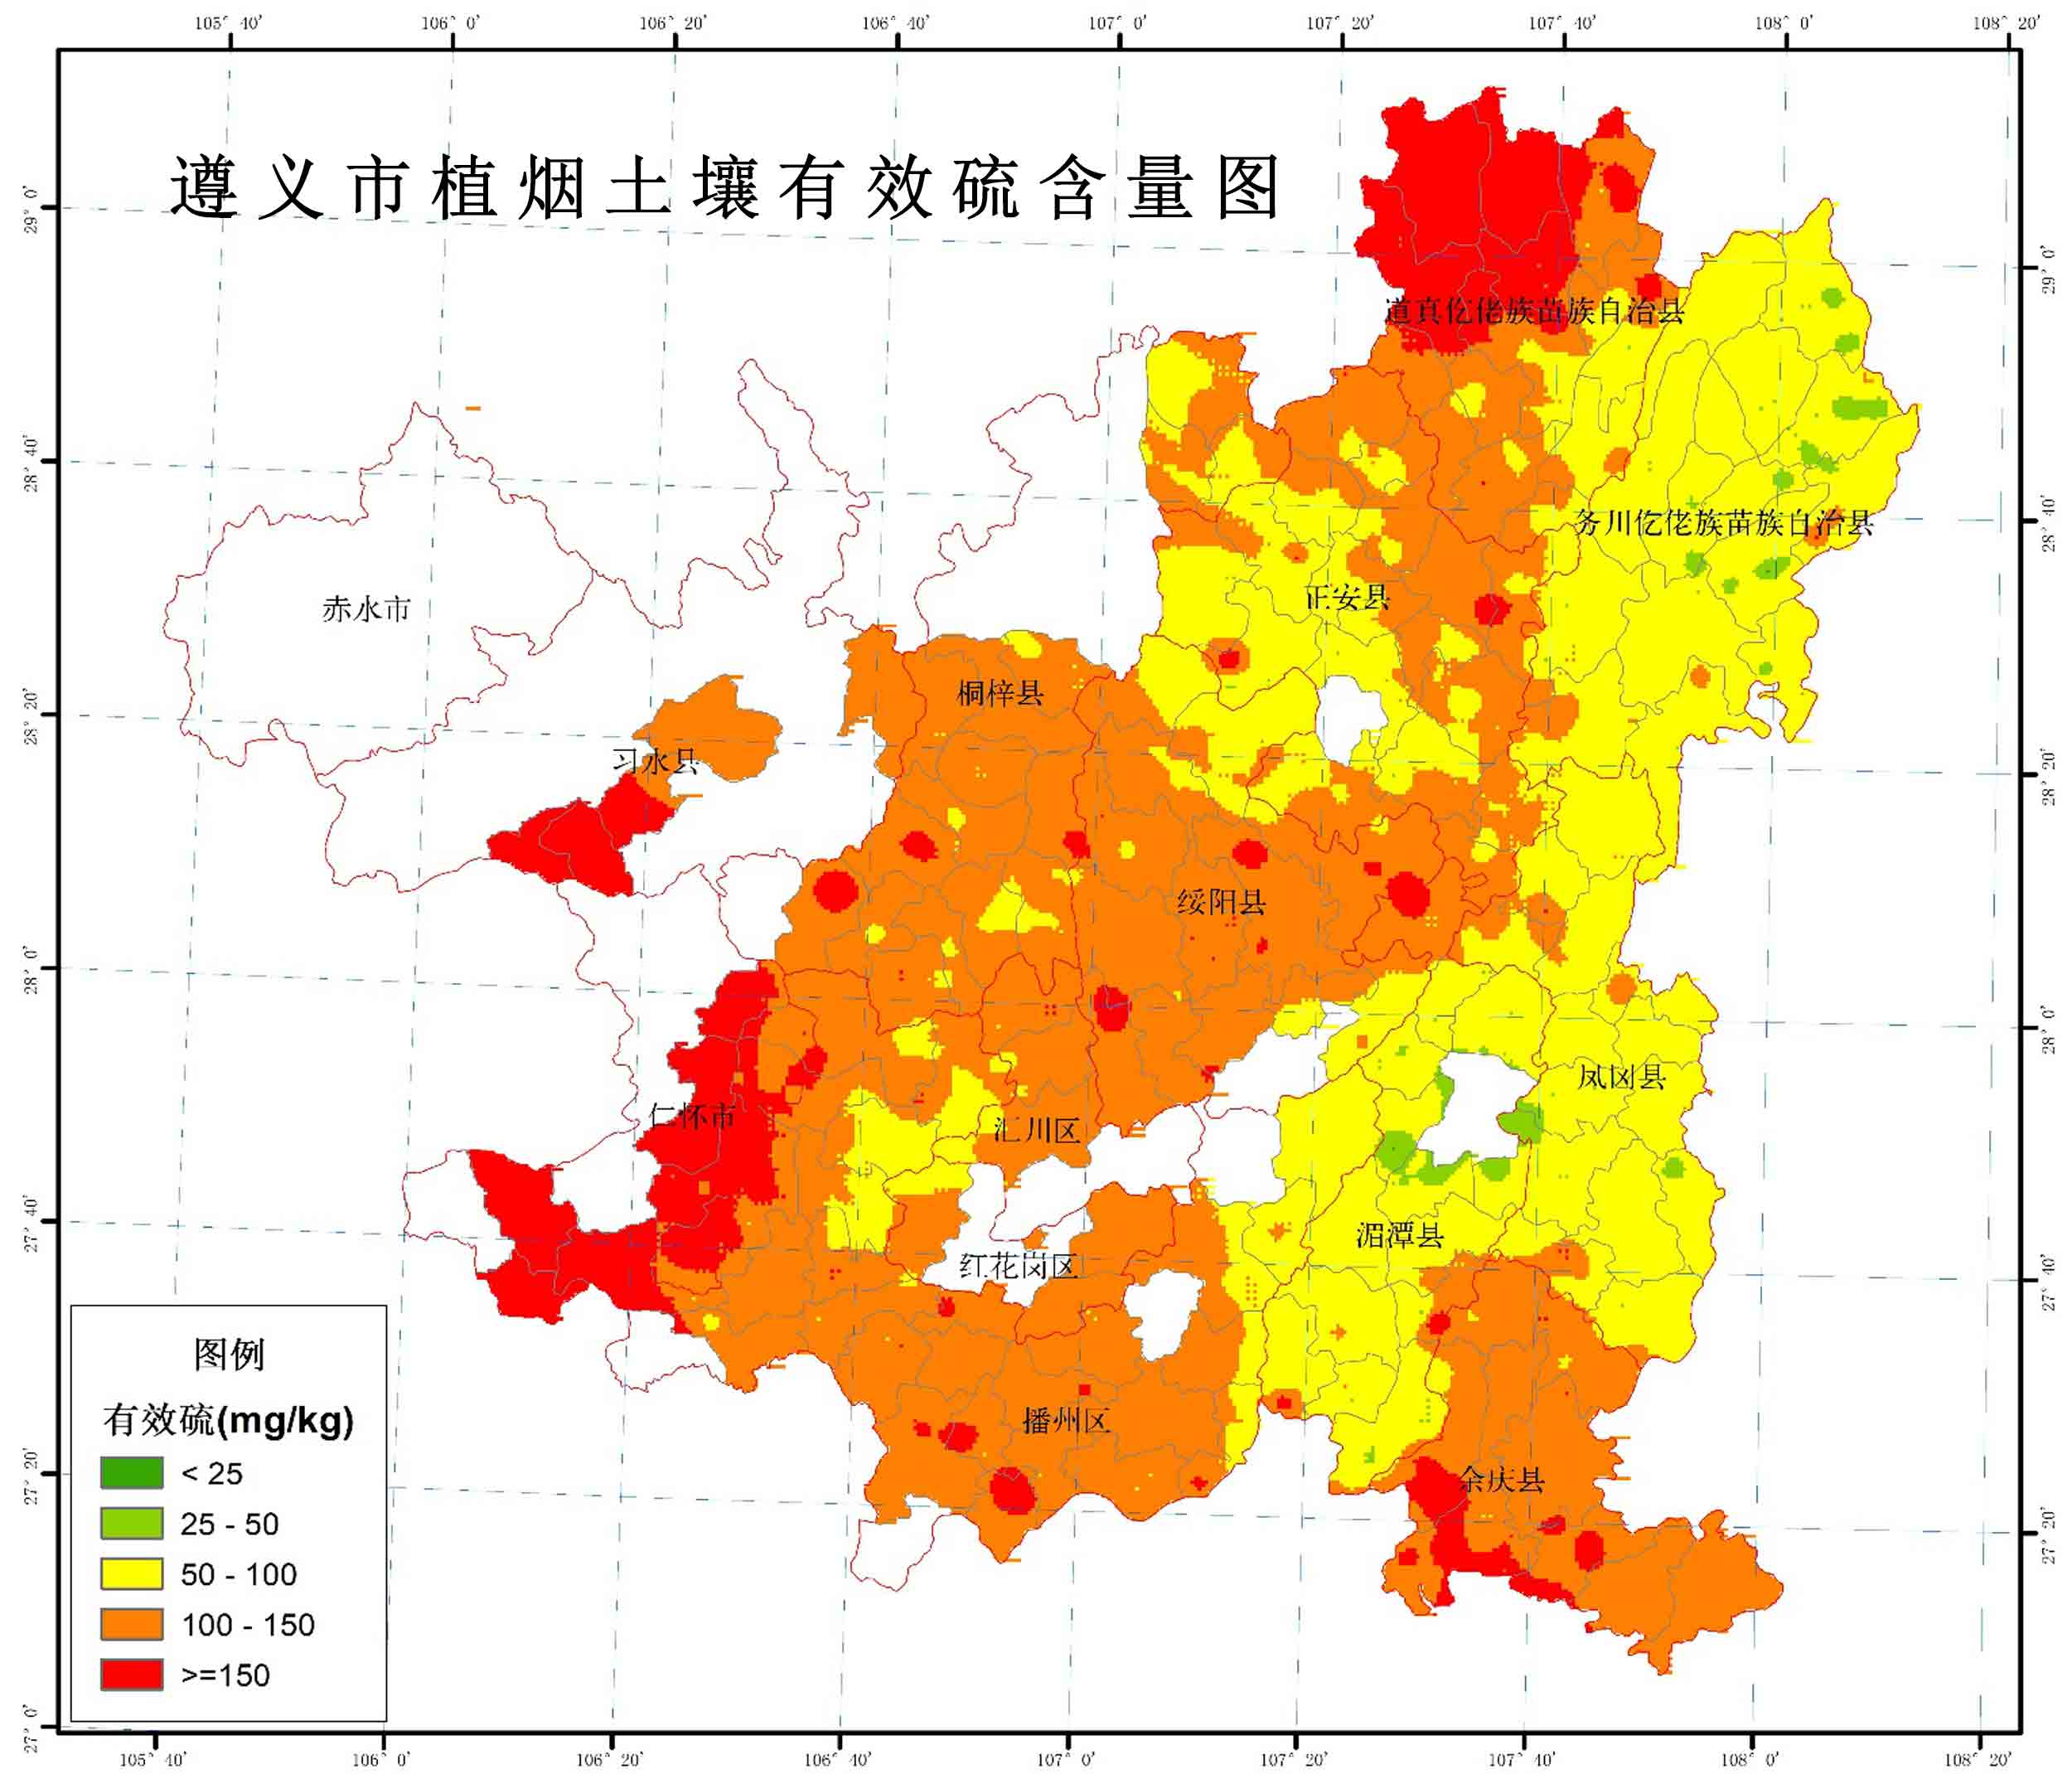 105° 40′ 106° 0′ 106° 20′ 106° 40′ 107° 0′ 107° 20′ 107° 40′ 108° 0′ 108° 20′
遵义市植烟土壤有效硫含量图
29° 0′
29° 0′
道真仡佬族苗族自治县
28° 40′
28° 40′
务川仡佬族苗族自治县
正安县
赤水市
桐梓县
28° 20′
28° 20′
习水县
绥阳县
28° 0′
28° 0′
凤冈县
仁怀市
汇川区
27° 40′
27° 40′
湄潭县
红花岗区
播州区
余庆县
27° 20′
27° 20′
27° 0′
图例
有效硫(mg/kg)
< 25
25 - 50
50 - 100
100 - 150
>=150
105° 40′ 106° 0′ 106° 20′ 106° 40′ 107° 0′ 107° 20′ 107° 40′ 108° 0′ 108° 20′